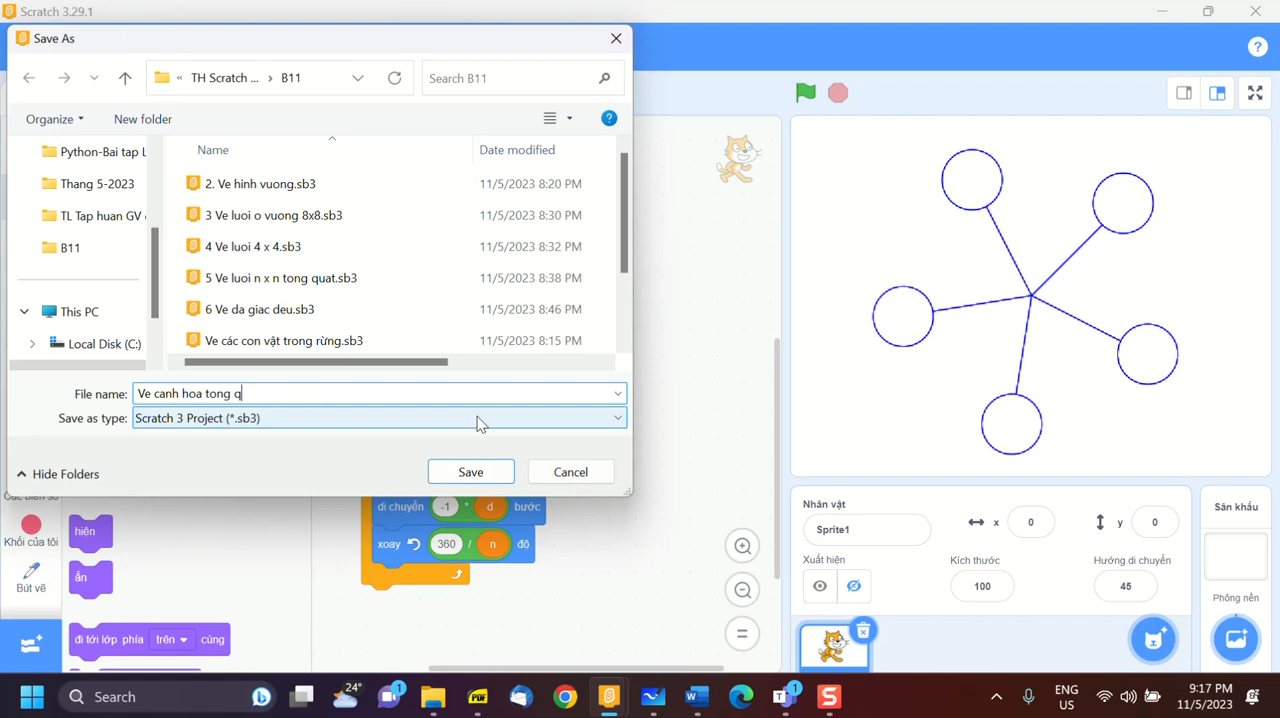 Scratch 3.29.1
Save As
TH Scratch ... > B11
Search B11
Organize
New folder
Name
Date modified
Python-Bai tap L
Thang 5-2023
TL Tap huan GV
B11
This PC
Local Disk (C:)
2. Ve hinh vuong.sb3 11/5/2023 8:20 PM
3 Ve luoi o vuong 8x8.sb3 11/5/2023 8:30 PM
4 Ve luoi 4 x 4.sb3 11/5/2023 8:32 PM
5 Ve luoi n x n tong quat.sb3 11/5/2023 8:38 PM
6 Ve da giac deu.sb3 11/5/2023 8:46 PM
Ve các con vật trong rừng.sb3 11/5/2023 8:15 PM
File name: Ve canh hoa tong q
Save as type: Scratch 3 Project (*.sb3)
Hide Folders
Save
Cancel
Các biến số
Khối của tôi
Bút vẽ
hiện
ẩn
đi tới lớp phía trên cùng
di chuyển -1 * d bước
xoay 360 / n độ
Nhân vật
Sprite1
x 0
y 0
Xuất hiện
Kích thước
100
Hướng di chuyển
45
Sân khấu
Phông nền
Search
24°
1
PDF
1
ENG
US
9:17 PM
11/5/2023